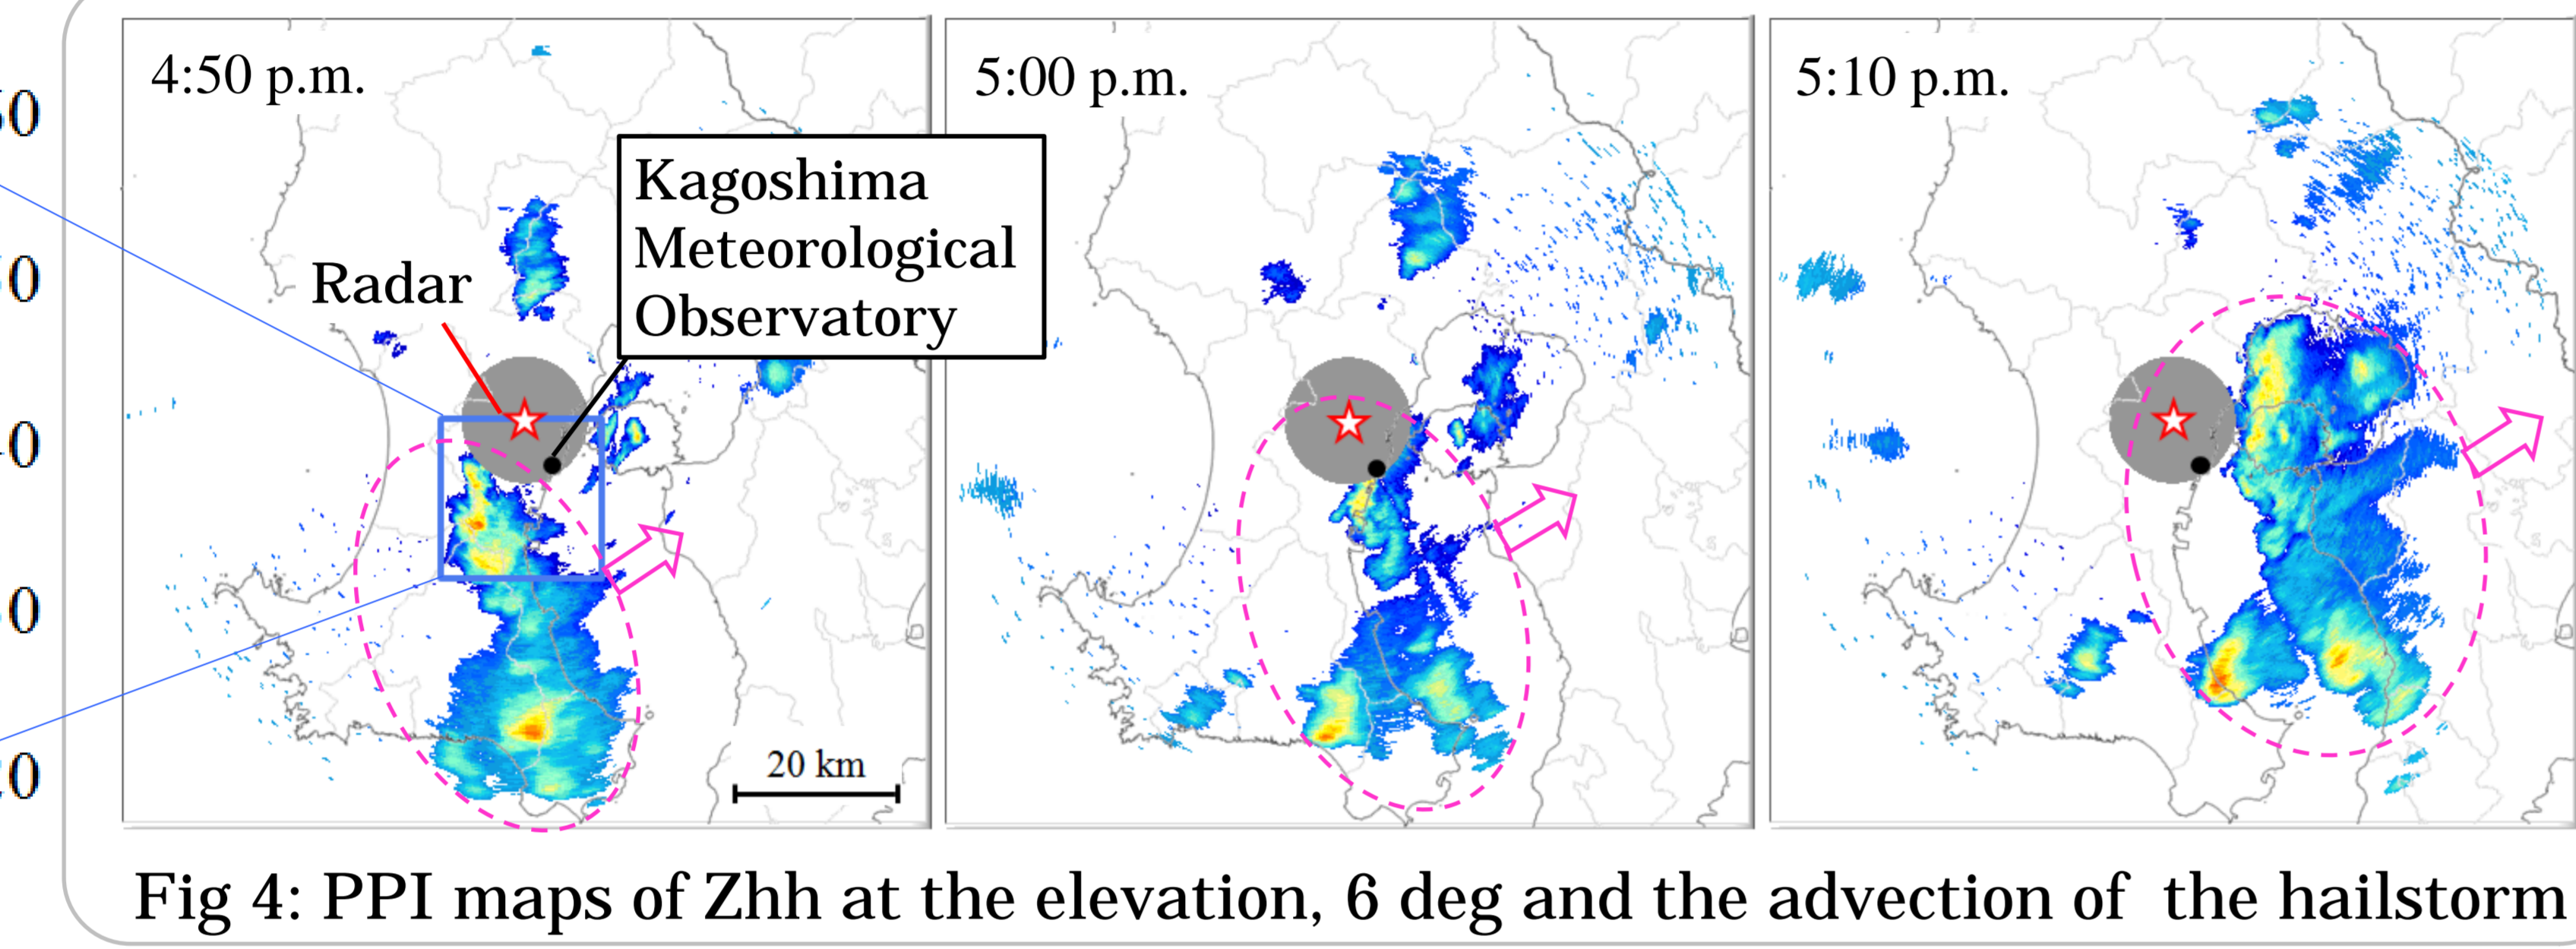 4:50 p.m.
5:00 p.m.
5:10 p.m.
Kagoshima
Meteorological
Observatory
Radar
20 km
Fig 4: PPI maps of Zhh at the elevation, 6 deg and the advection of the hailstorm